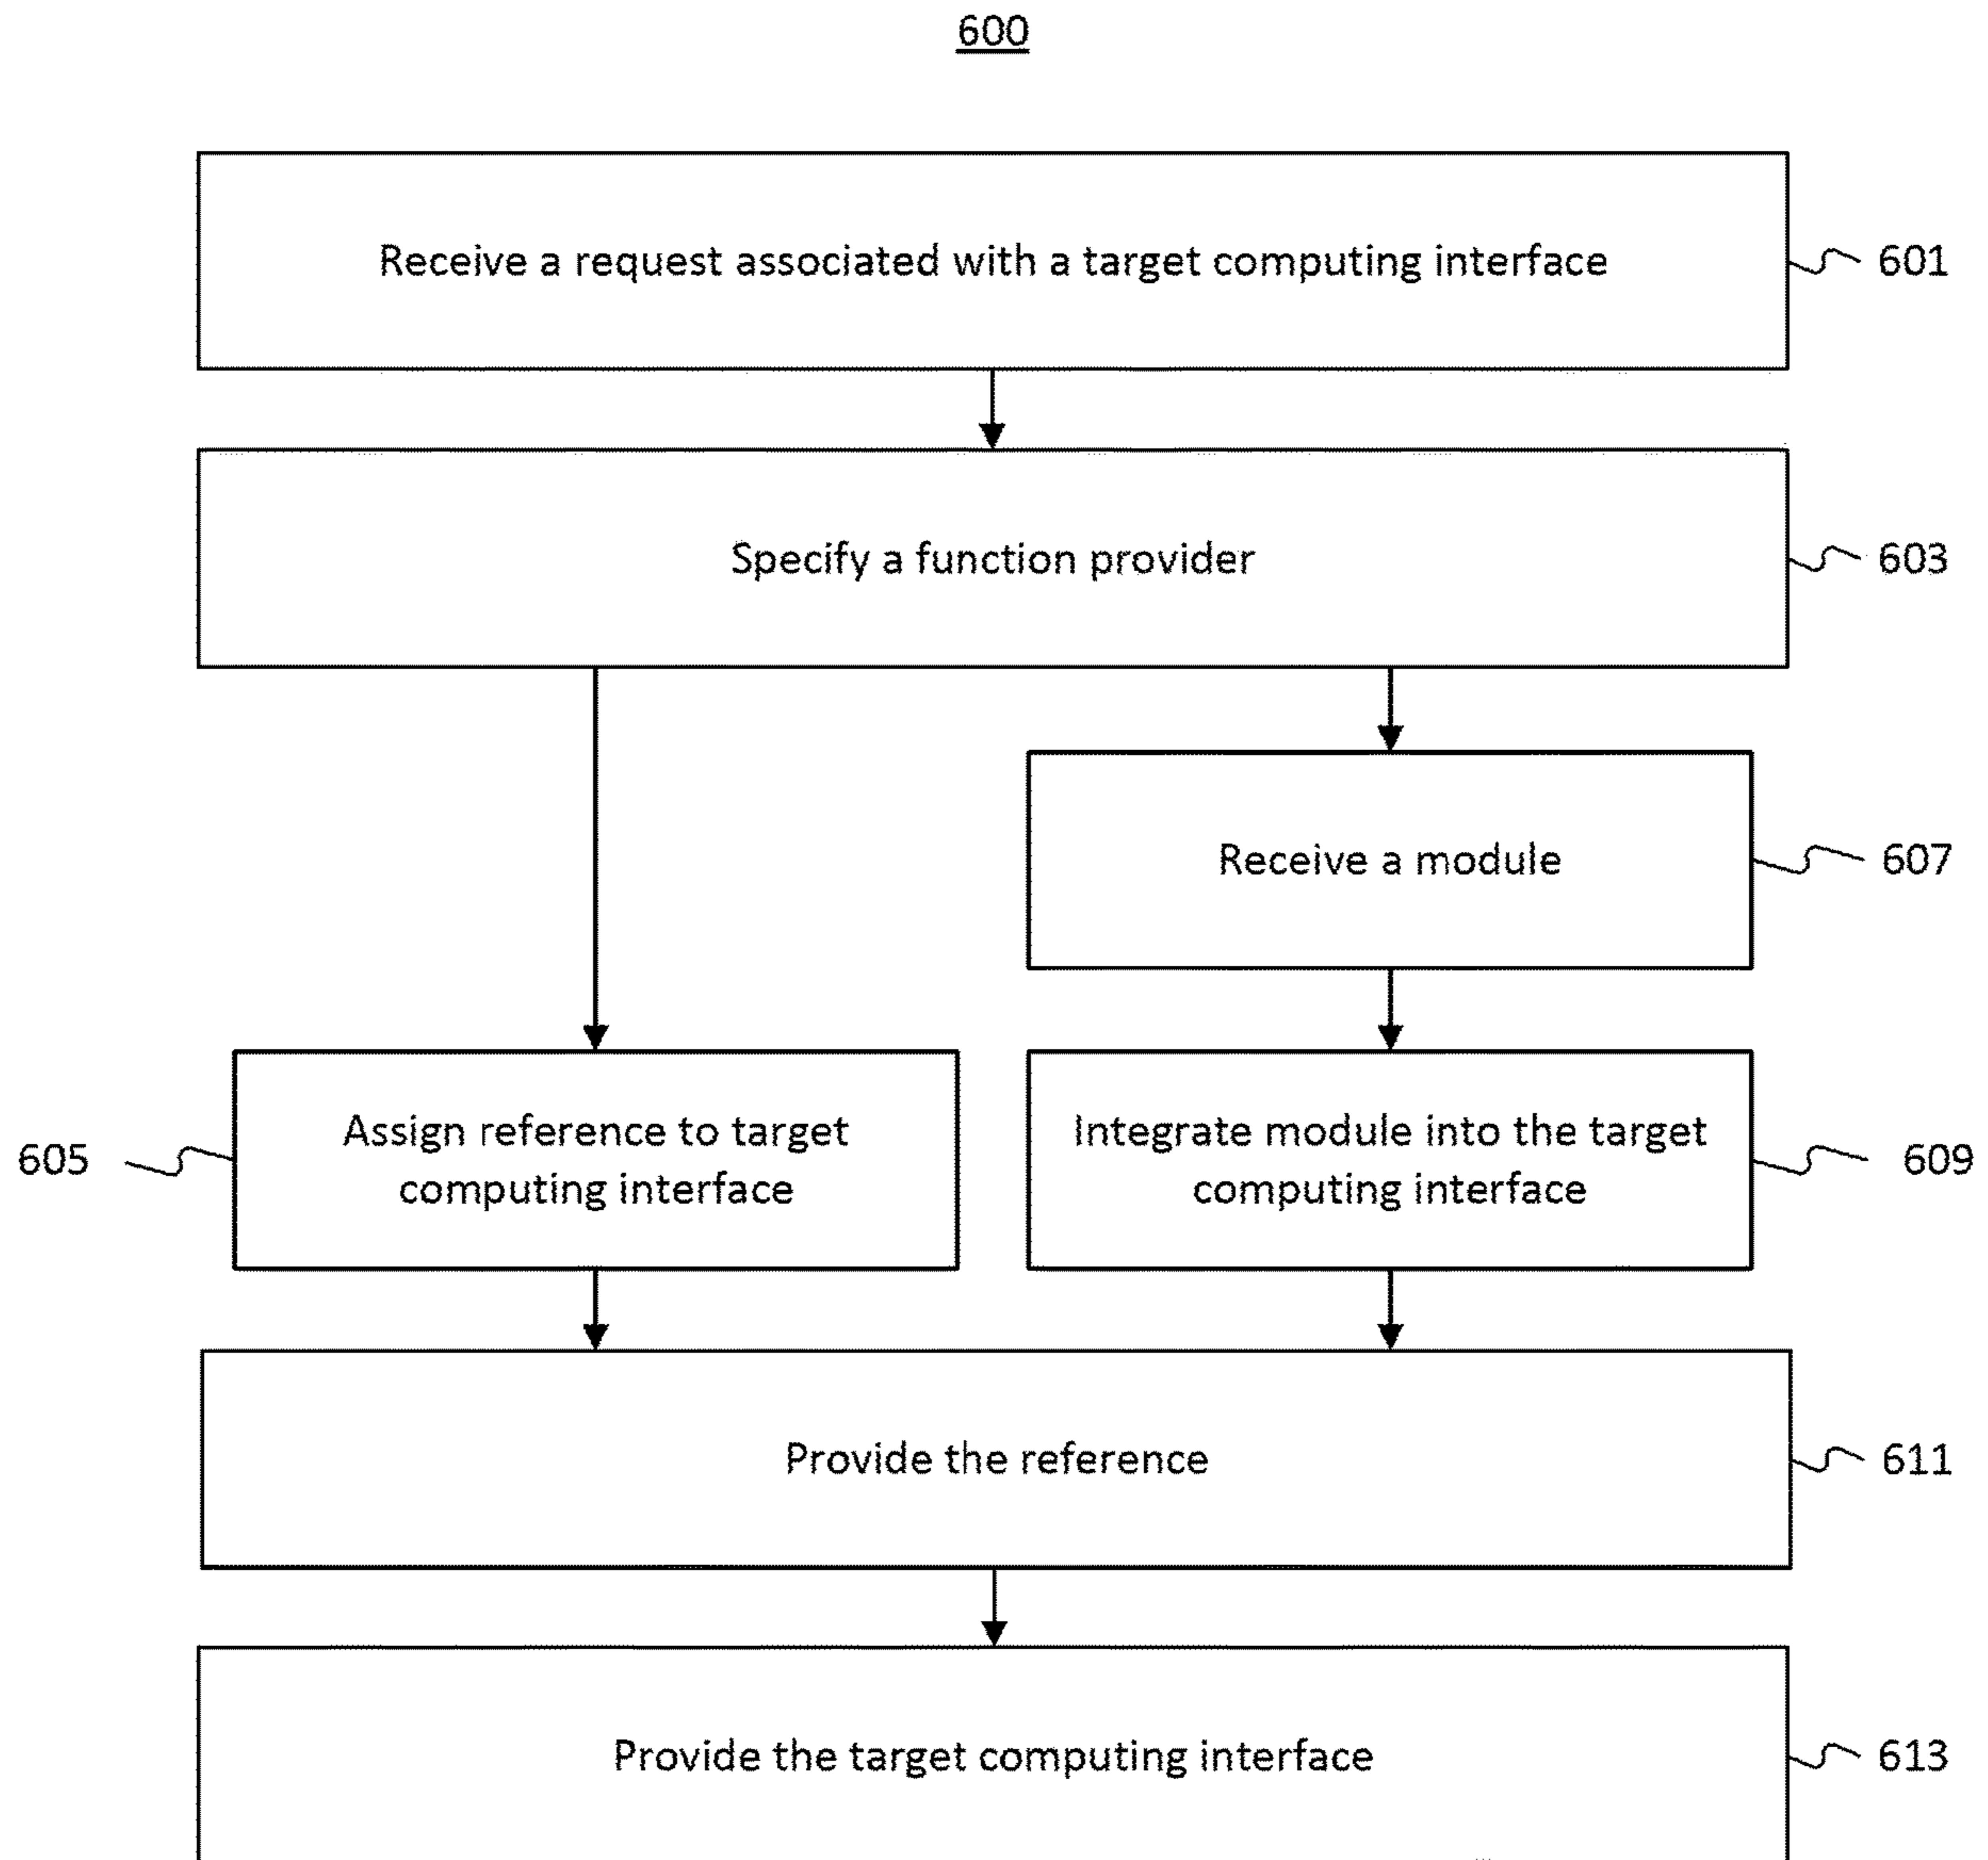 600
Receive a request associated with a target computing interface
601
Specify a function provider
603
Receive a module
607
Assign reference to target
computing interface
605
Integrate module into the target
computing interface
609
Provide the reference
611
Provide the target computing interface
613